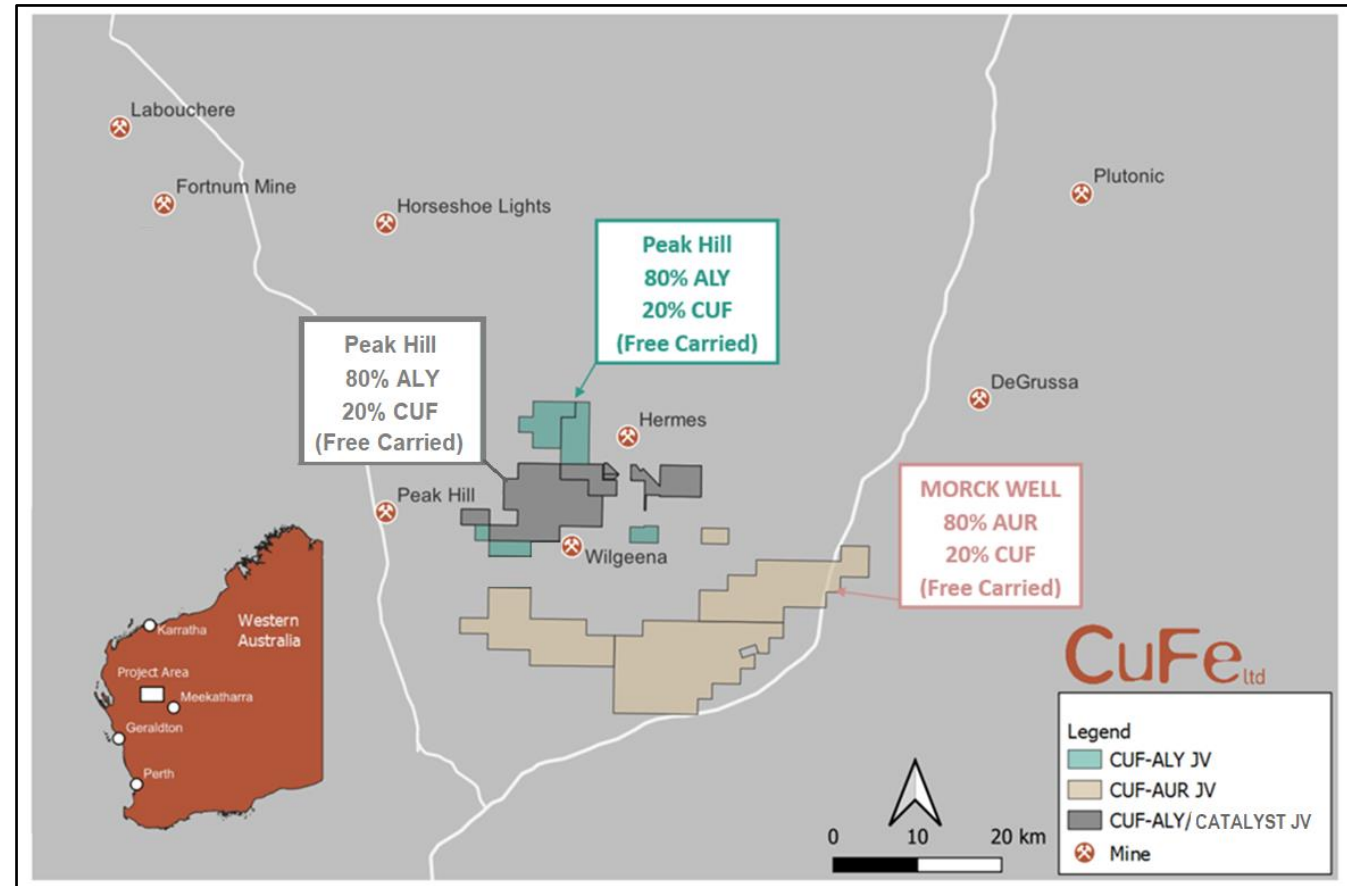 Labouchere
Fortnum Mine
Horseshoe Lights
Plutonic
Peak Hill
80% ALY
20% CUF
(Free Carried)
Peak Hill
80% ALY
20% CUF
(Free Carried)
DeGrussa
Hermes
Peak Hill
Wilgeena
MORCK WELL
80% AUR
20% CUF
(Free Carried)
Western
Australia
Karratha
Project Area
Meekatharra
Geraldton
Perth
CuFe ltd
Legend
CUF-ALY JV
CUF-AUR JV
CUF-ALY/ CATALYST JV
Mine
0 10 20 km